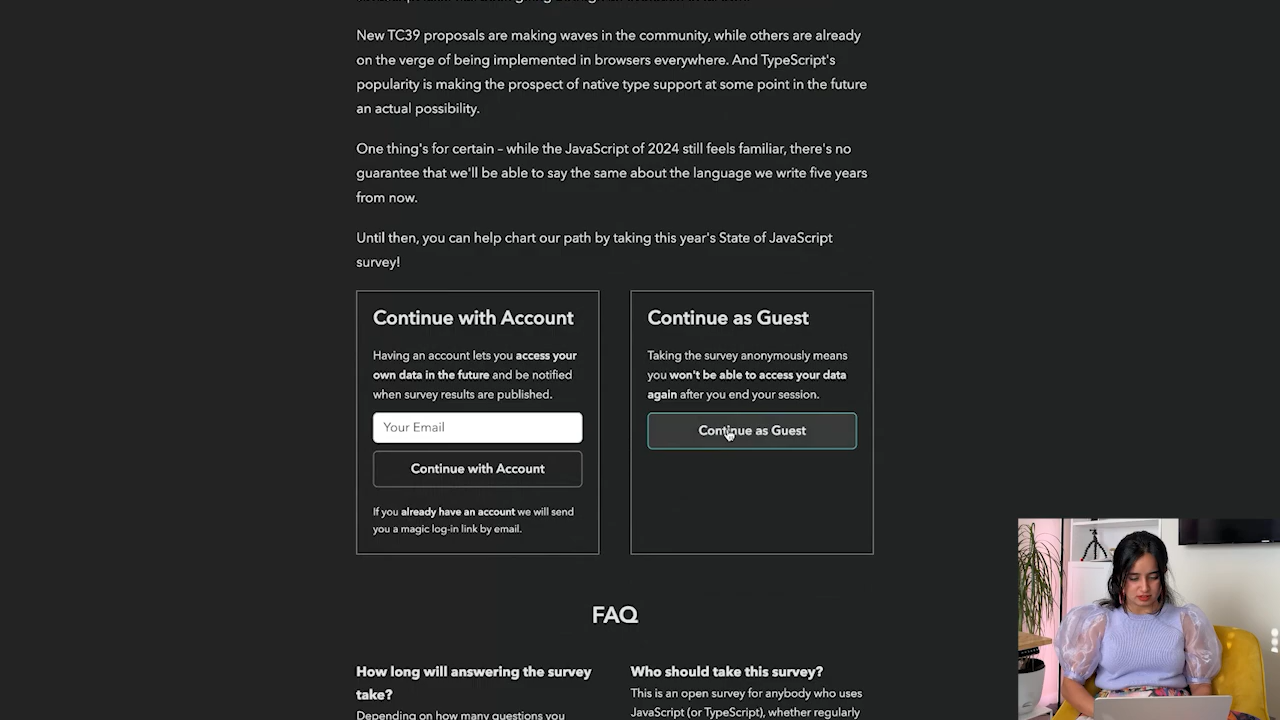 New TC39 proposals are making waves in the community, while others are already
on the verge of being implemented in browsers everywhere. And TypeScript's
popularity is making the prospect of native type support at some point in the future
an actual possibility.
One thing's for certain – while the JavaScript of 2024 still feels familiar, there's no
guarantee that we'll be able to say the same about the language we write five years
from now.
Until then, you can help chart our path by taking this year's State of JavaScript
survey!
Continue with Account
Having an account lets you access your
own data in the future and be notified
when survey results are published.
Your Email
Continue with Account
If you already have an account we will send
you a magic log-in link by email.
Continue as Guest
Taking the survey anonymously means
you won't be able to access your data
again after you end your session.
Continue as Guest
FAQ
How long will answering the survey
take?
Depending on how many questions you
Who should take this survey?
This is an open survey for anybody who uses
JavaScript (or TypeScript), whether regularly